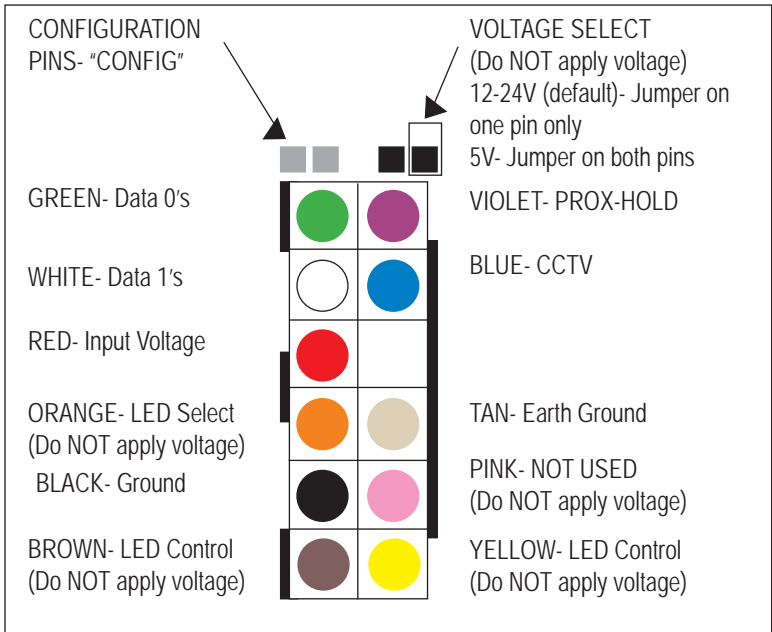 CONFIGURATION
PINS- “CONFIG”
VOLTAGE SELECT
(Do NOT apply voltage)
12-24V (default)- Jumper on
one pin only
5V- Jumper on both pins
GREEN- Data 0's
VIOLET- PROX-HOLD
WHITE- Data 1's
BLUE- CCTV
RED- Input Voltage
ORANGE- LED Select
(Do NOT apply voltage)
TAN- Earth Ground
BLACK- Ground
PINK- NOT USED
(Do NOT apply voltage)
BROWN- LED Control
(Do NOT apply voltage)
YELLOW- LED Control
(Do NOT apply voltage)